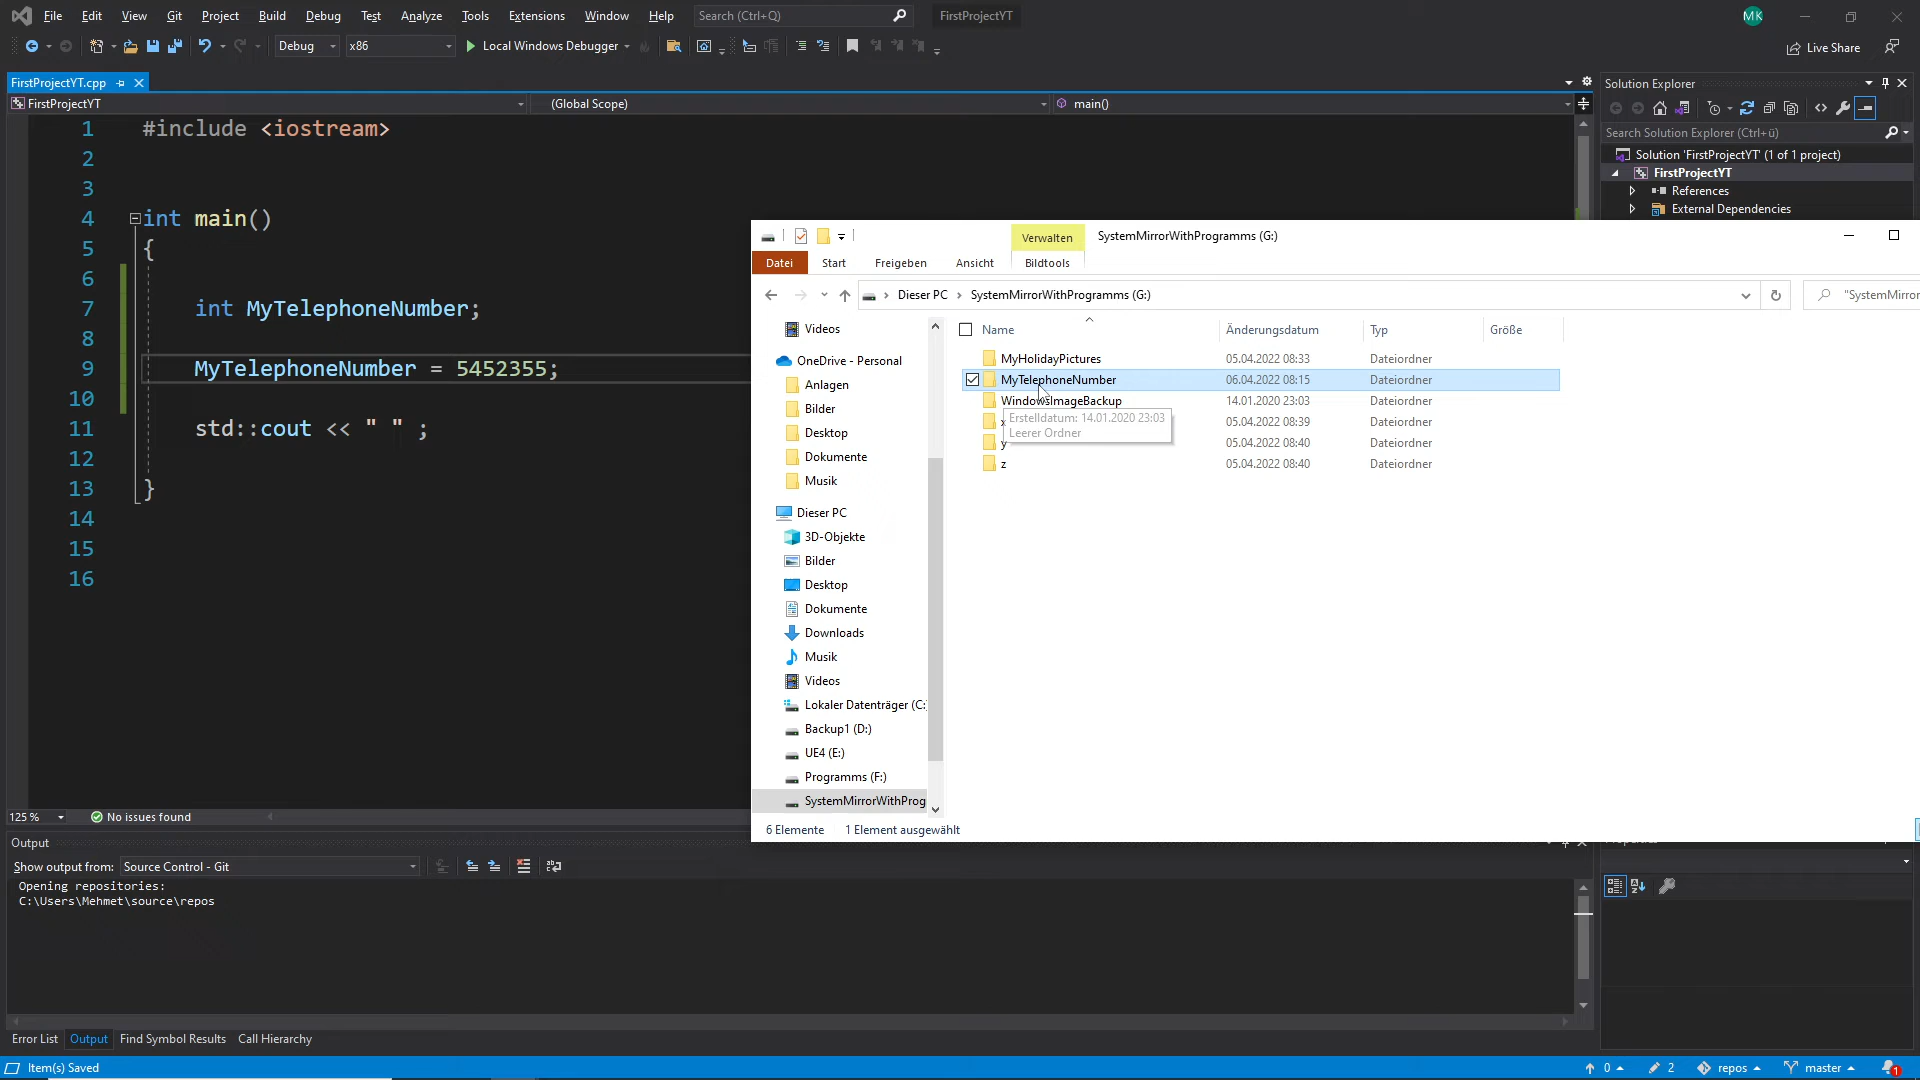 File Edit View Git Project Build Debug Test Analyze Tools Extensions Window Help Search (Ctrl+Q) FirstProjectYT MK
Debug x86 Local Windows Debugger Live Share
FirstProjectYT.cpp
FirstProjectYT (Global Scope) main()
1 #include <iostream>
2
3
4 int main()
5 {
6
7 int MyTelephoneNumber;
8
9 MyTelephoneNumber = 5452355;
10
11 std::cout << " " ;
12
13 }
14
15
16
125 % No issues found
Solution Explorer
Search Solution Explorer (Ctrl+ü)
Solution 'FirstProjectYT' (1 of 1 project)
FirstProjectYT
References
External Dependencies
Verwalten SystemMirrorWithProgramms (G:)
Datei Start Freigeben Ansicht Bildtools
Dieser PC › SystemMirrorWithProgramms (G:) "SystemMirror
Videos
OneDrive - Personal
Anlagen
Bilder
Desktop
Dokumente
Musik
Dieser PC
3D-Objekte
Bilder
Desktop
Dokumente
Downloads
Musik
Videos
Lokaler Datenträger (C:
Backup1 (D:)
UE4 (E:)
Programms (F:)
SystemMirrorWithProg
Name Änderungsdatum Typ Größe
MyHolidayPictures 05.04.2022 08:33 Dateiordner
MyTelephoneNumber 06.04.2022 08:15 Dateiordner
WindowsImageBackup 14.01.2020 23:03 Dateiordner
x 05.04.2022 08:39 Dateiordner
y 05.04.2022 08:40 Dateiordner
z 05.04.2022 08:40 Dateiordner
Erstelldatum: 14.01.2020 23:03
Leerer Ordner
6 Elemente 1 Element ausgewählt
Output
Show output from: Source Control - Git
Opening repositories:
C:\Users\Mehmet\source\repos
Error List Output Find Symbol Results Call Hierarchy
Item(s) Saved 0 2 repos master 1